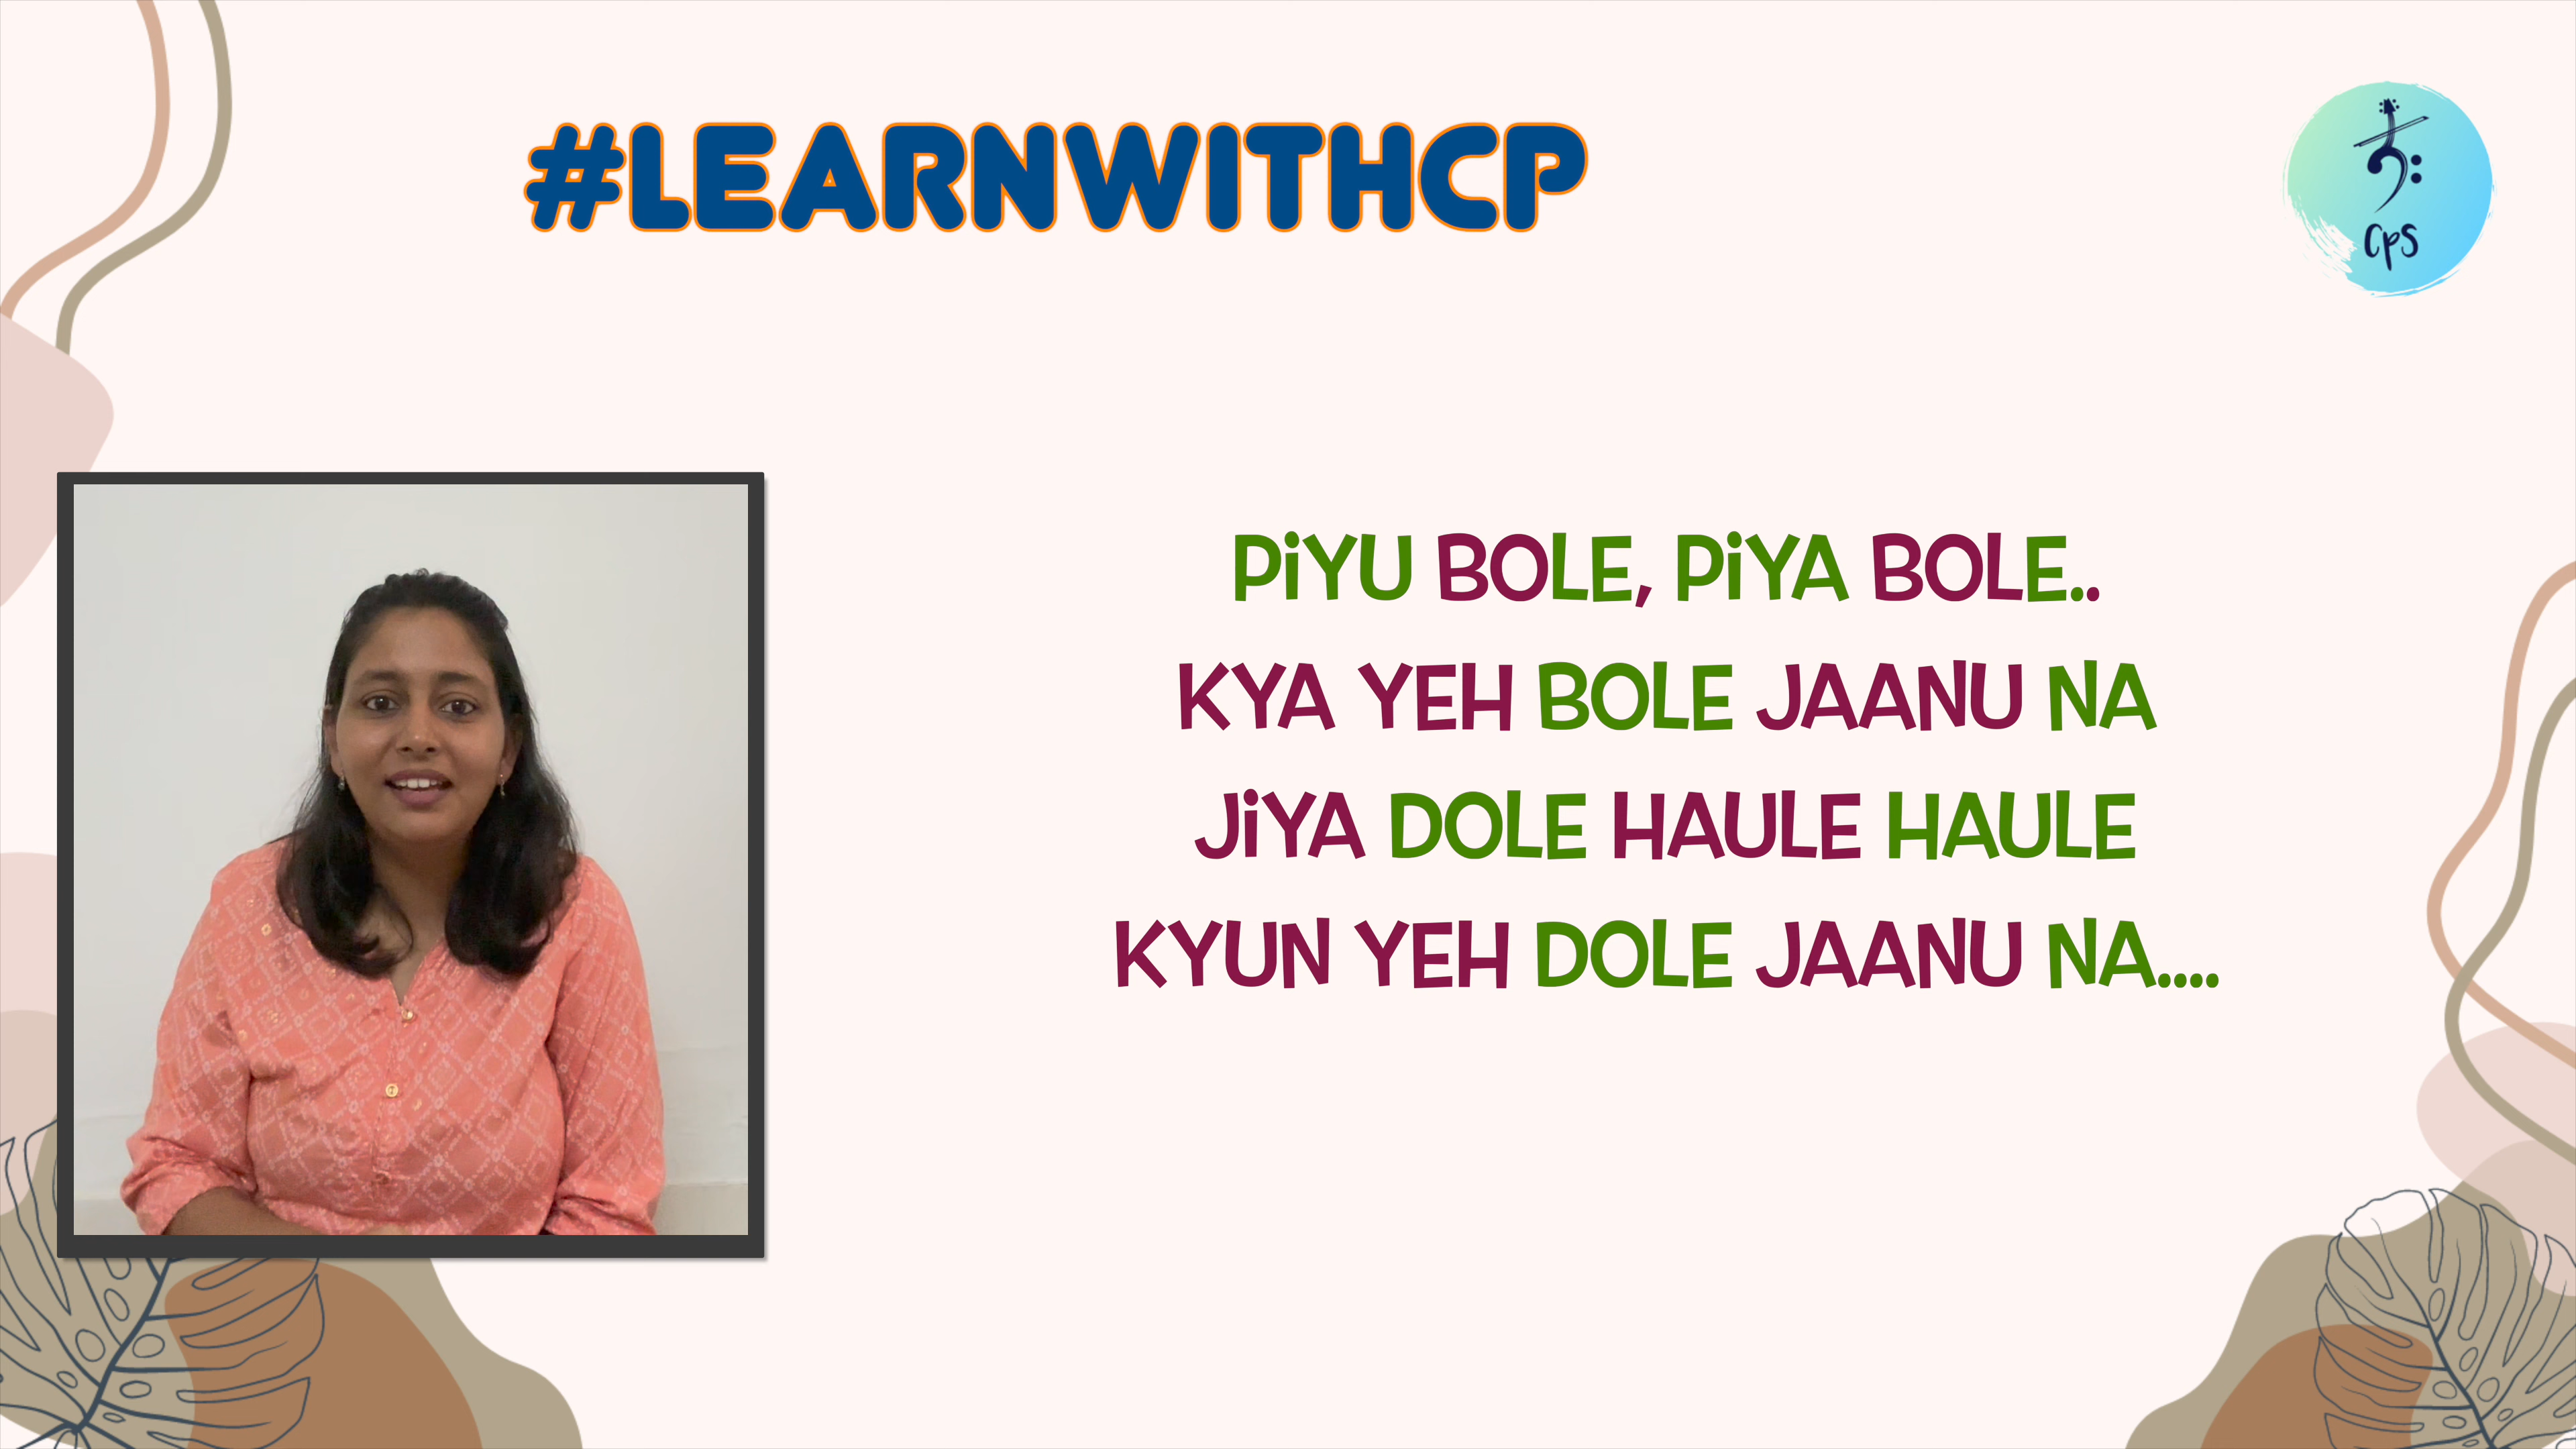 #LEARNWITHCP
CPS
PiYU BOLE, PiYA BOLE..
KYA YEH BOLE JAANU NA
JiYA DOLE HAULE HAULE
KYUN YEH DOLE JAANU NA....